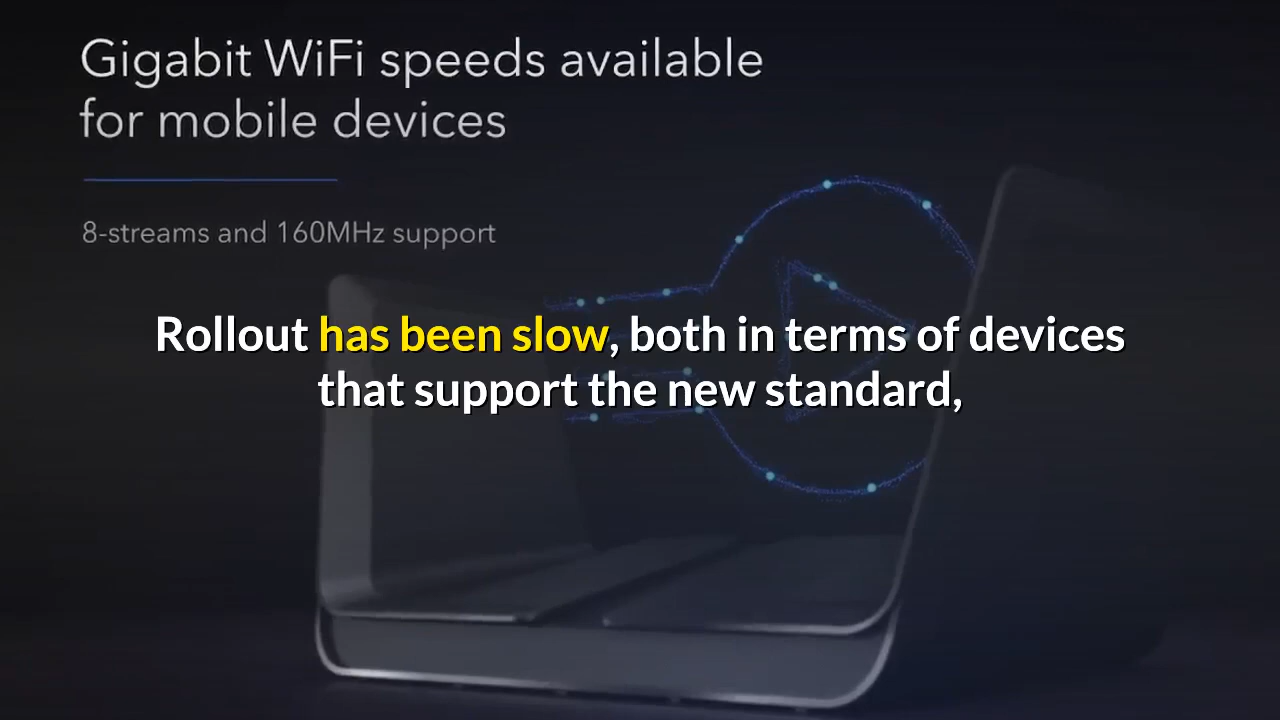 Gigabit WiFi speeds available
for mobile devices
8-streams and 160MHz support
Rollout has been slow, both in terms of devices
that support the new standard,